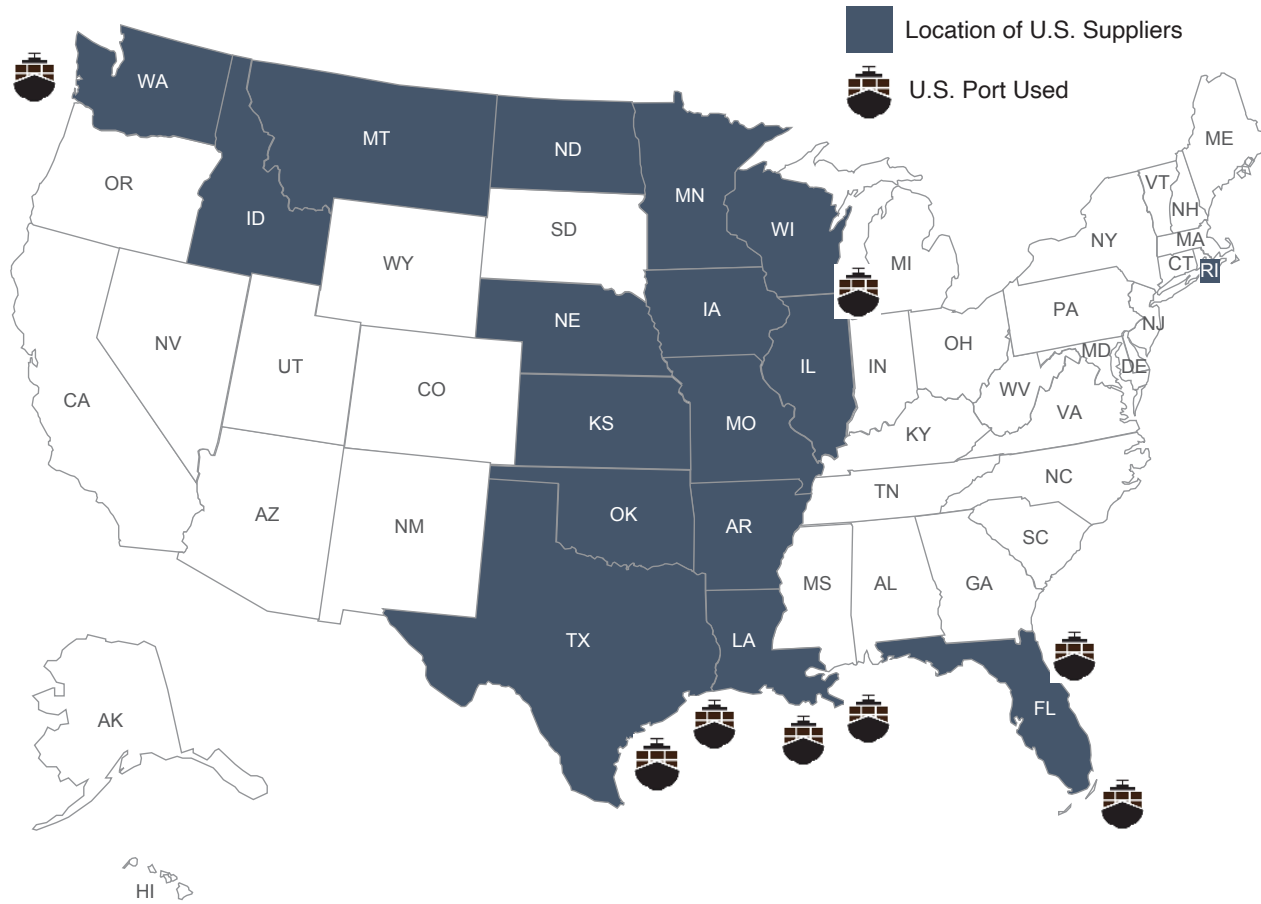 Location of U.S. Suppliers
U.S. Port Used
WA
MT
ND
MN
ME
OR
ID
SD
WI
VT
NH
NY
MA
WY
MI
CT
RI
NE
IA
PA
NV
UT
CO
IL
IN
OH
NJ
MD
DE
CA
KS
MO
WV
VA
KY
AZ
NM
OK
AR
TN
NC
SC
TX
LA
MS
AL
GA
AK
FL
HI